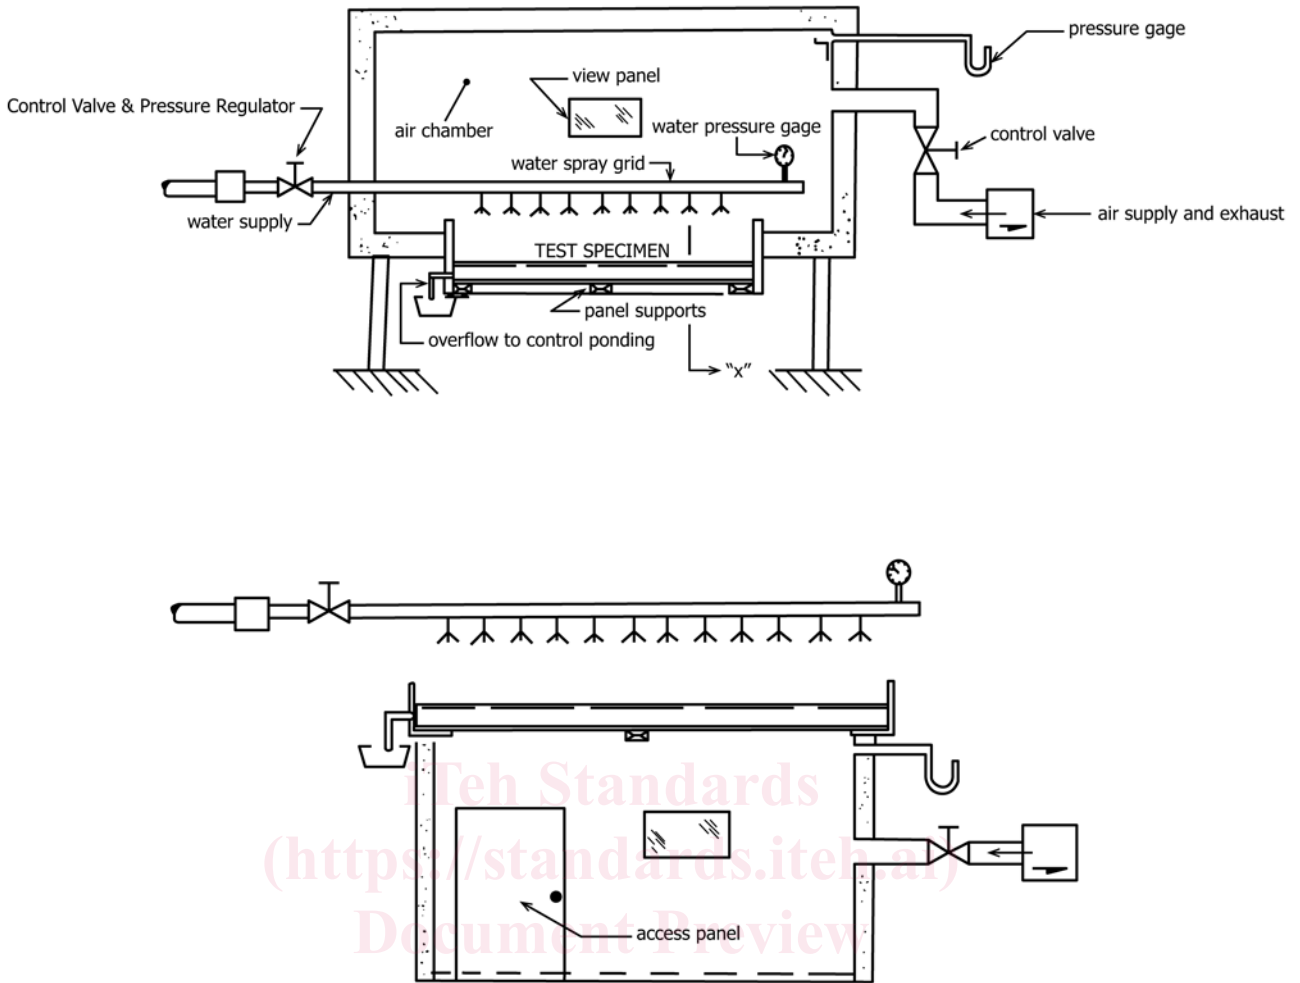 pressure gage
view panel
Control Valve & Pressure Regulator
air chamber
water pressure gage
control valve
water spray grid
water supply
air supply and exhaust
TEST SPECIMEN
panel supports
overflow to control ponding
"x"
iTeh Standards
(https://standards.iteh.ai)
Document Preview
access panel